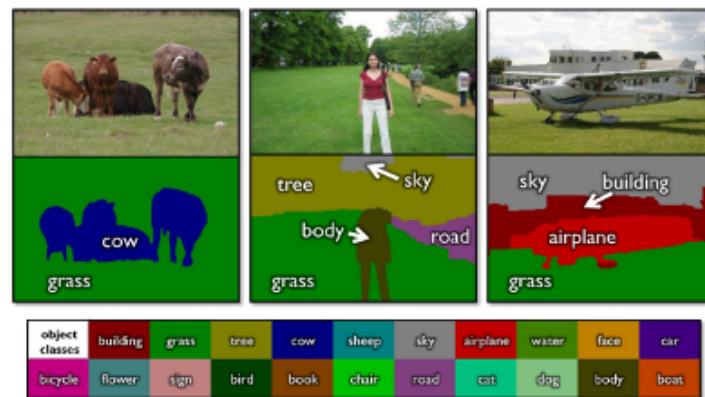 cow
grass
tree
sky
body
road
grass
sky
building
airplane
grass
object classes
building grass tree cow sheep sky airplane water face car
bicycle flower sign bird book chair road cat dog body boat